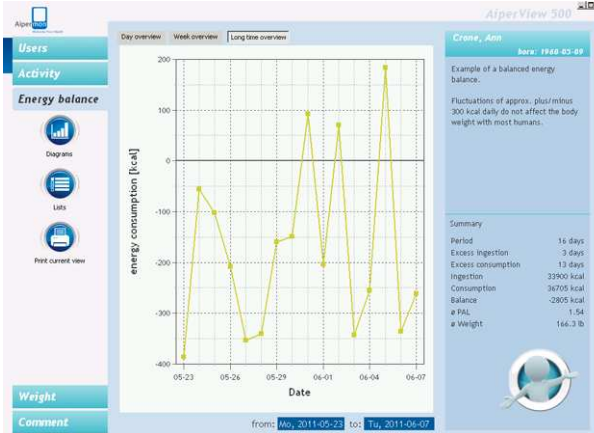 AiperView 500
Aipermon
Users
Activity
Energy balance
Diagrams
Lists
Print current view
Weight
Comment
Day overview
Week overview
Long time overview
energy consumption [kcal]
200
100
0
-100
-200
-300
-400
05-23
05-26
05-29
06-01
06-04
06-07
Date
from: Mo, 2011-05-23 to: Tu, 2011-06-07
Crane, Ann
born: 1968-05-09
Example of a balanced energy
balance.
Fluctuations of approx. plus/minus
300 kcal daily do not affect the body
weight with most humans.
Summary
Period 16 days
Excess ingestion 3 days
Excess consumption 13 days
Ingestion 33900 kcal
Consumption 36705 kcal
Balance -2805 kcal
ø PAL 1.54
ø Weight 166.3 lb